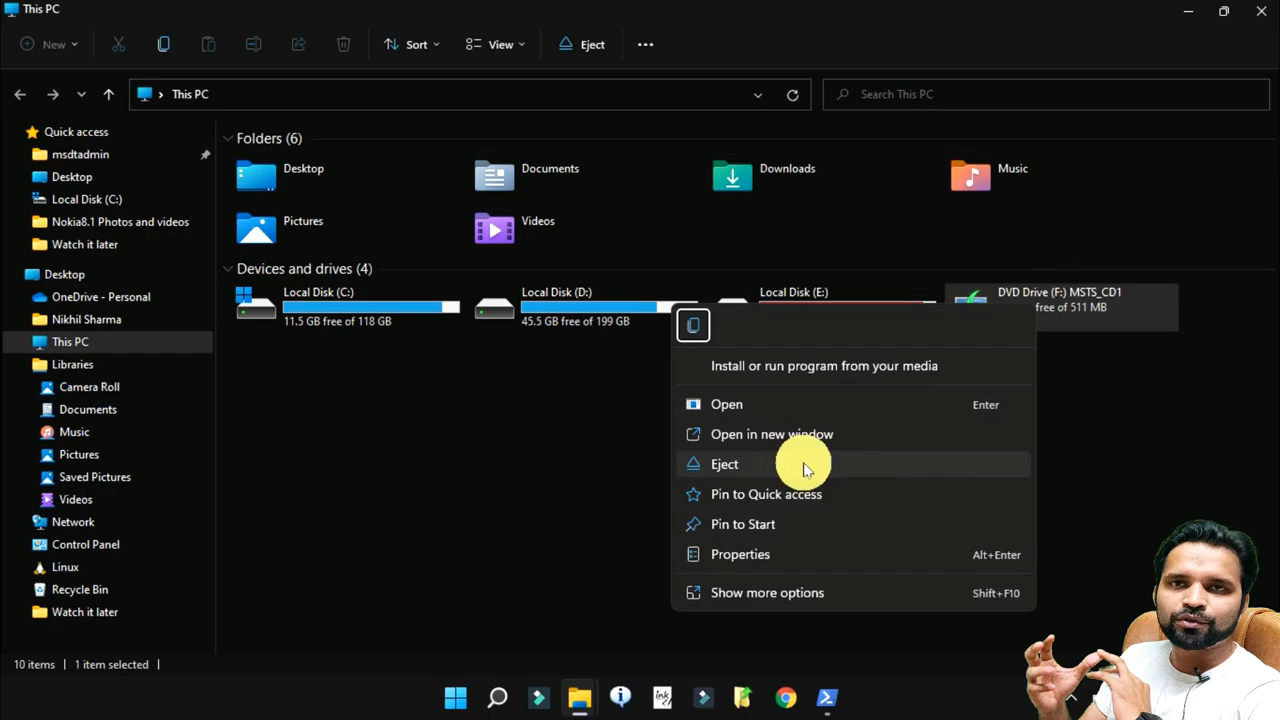 This PC
New
Sort
View
Eject
This PC
Search This PC
Quick access
msdtadmin
Desktop
Local Disk (C:)
Nokia8.1 Photos and videos
Watch it later
Desktop
OneDrive - Personal
Nikhil Sharma
This PC
Libraries
Camera Roll
Documents
Music
Pictures
Saved Pictures
Videos
Network
Control Panel
Linux
Recycle Bin
Watch it later
Folders (6)
Desktop
Documents
Downloads
Music
Pictures
Videos
Devices and drives (4)
Local Disk (C:)
11.5 GB free of 118 GB
Local Disk (D:)
45.5 GB free of 199 GB
Local Disk (E:)
DVD Drive (F:) MSTS_CD1
free of 511 MB
Install or run program from your media
Open Enter
Open in new window
Eject
Pin to Quick access
Pin to Start
Properties Alt+Enter
Show more options Shift+F10
10 items
1 item selected
ink